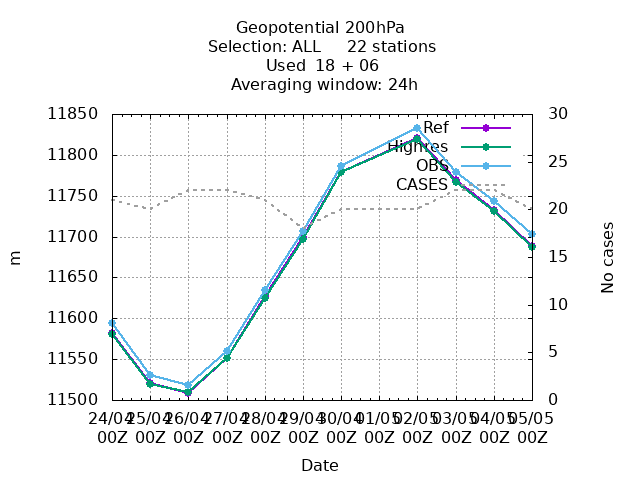 Geopotential 200hPa
Selection: ALL 22 stations
Used 18 + 06
Averaging window: 24h
11850
11800
11750
11700
11650
11600
11550
11500
m
30
25
20
15
10
5
0
No cases
Ref
Highres
OBS
CASES
24/04 25/04 26/04 27/04 28/04 29/04 30/04 01/05 02/05 03/05 04/05 05/05
00Z 00Z 00Z 00Z 00Z 00Z 00Z 00Z 00Z 00Z 00Z 00Z
Date